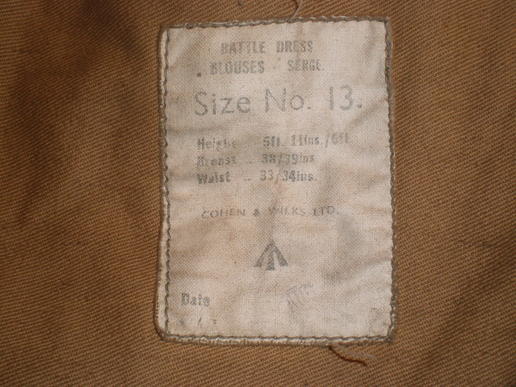 BATTLE DRESS
BLOUSES . SERGE.
Size No. 13.
Height .. 5ft. 11ins./6ft.
Breast .. 38/39ins
Waist .. 33/34ins.
COHEN & WILKS LTD.
Date